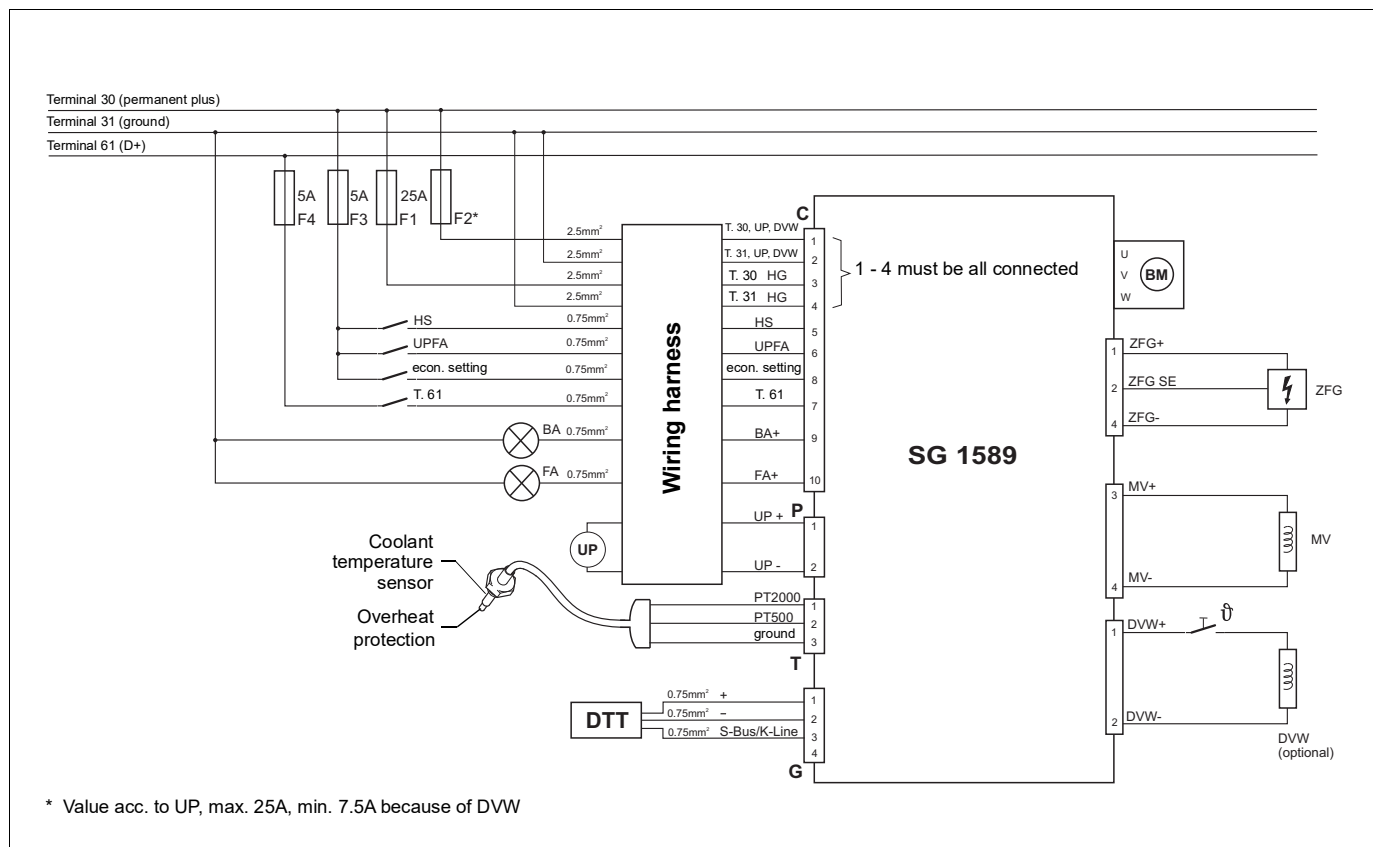 Terminal 30 (permanent plus)
Terminal 31 (ground)
Terminal 61 (D+)
5A
F4
5A
F3
25A
F1
F2*
2.5mm²
2.5mm²
2.5mm²
2.5mm²
HS 0.75mm²
UPFA 0.75mm²
econ. setting 0.75mm²
T. 61 0.75mm²
BA 0.75mm²
FA 0.75mm²
UP
Wiring harness
T. 30, UP, DVW
T. 31, UP, DVW
T. 30 HG
T. 31 HG
HS
UPFA
econ. setting
T. 61
BA+
FA+
UP +
UP -
C
1
2
3
4
5
6
8
7
9
10
1 - 4 must be all connected
P
1
2
Coolant
temperature
sensor
Overheat
protection
PT2000
PT500
ground
1
2
3
T
DTT
0.75mm² +
0.75mm² –
0.75mm² S-Bus/K-Line
1
2
3
4
G
SG 1589
U
V
W
BM
1
2
4
ZFG+
ZFG SE
ZFG-
ZFG
3
4
MV+
MV-
MV
1
2
DVW+
ϑ
DVW-
DVW
(optional)
* Value acc. to UP, max. 25A, min. 7.5A because of DVW